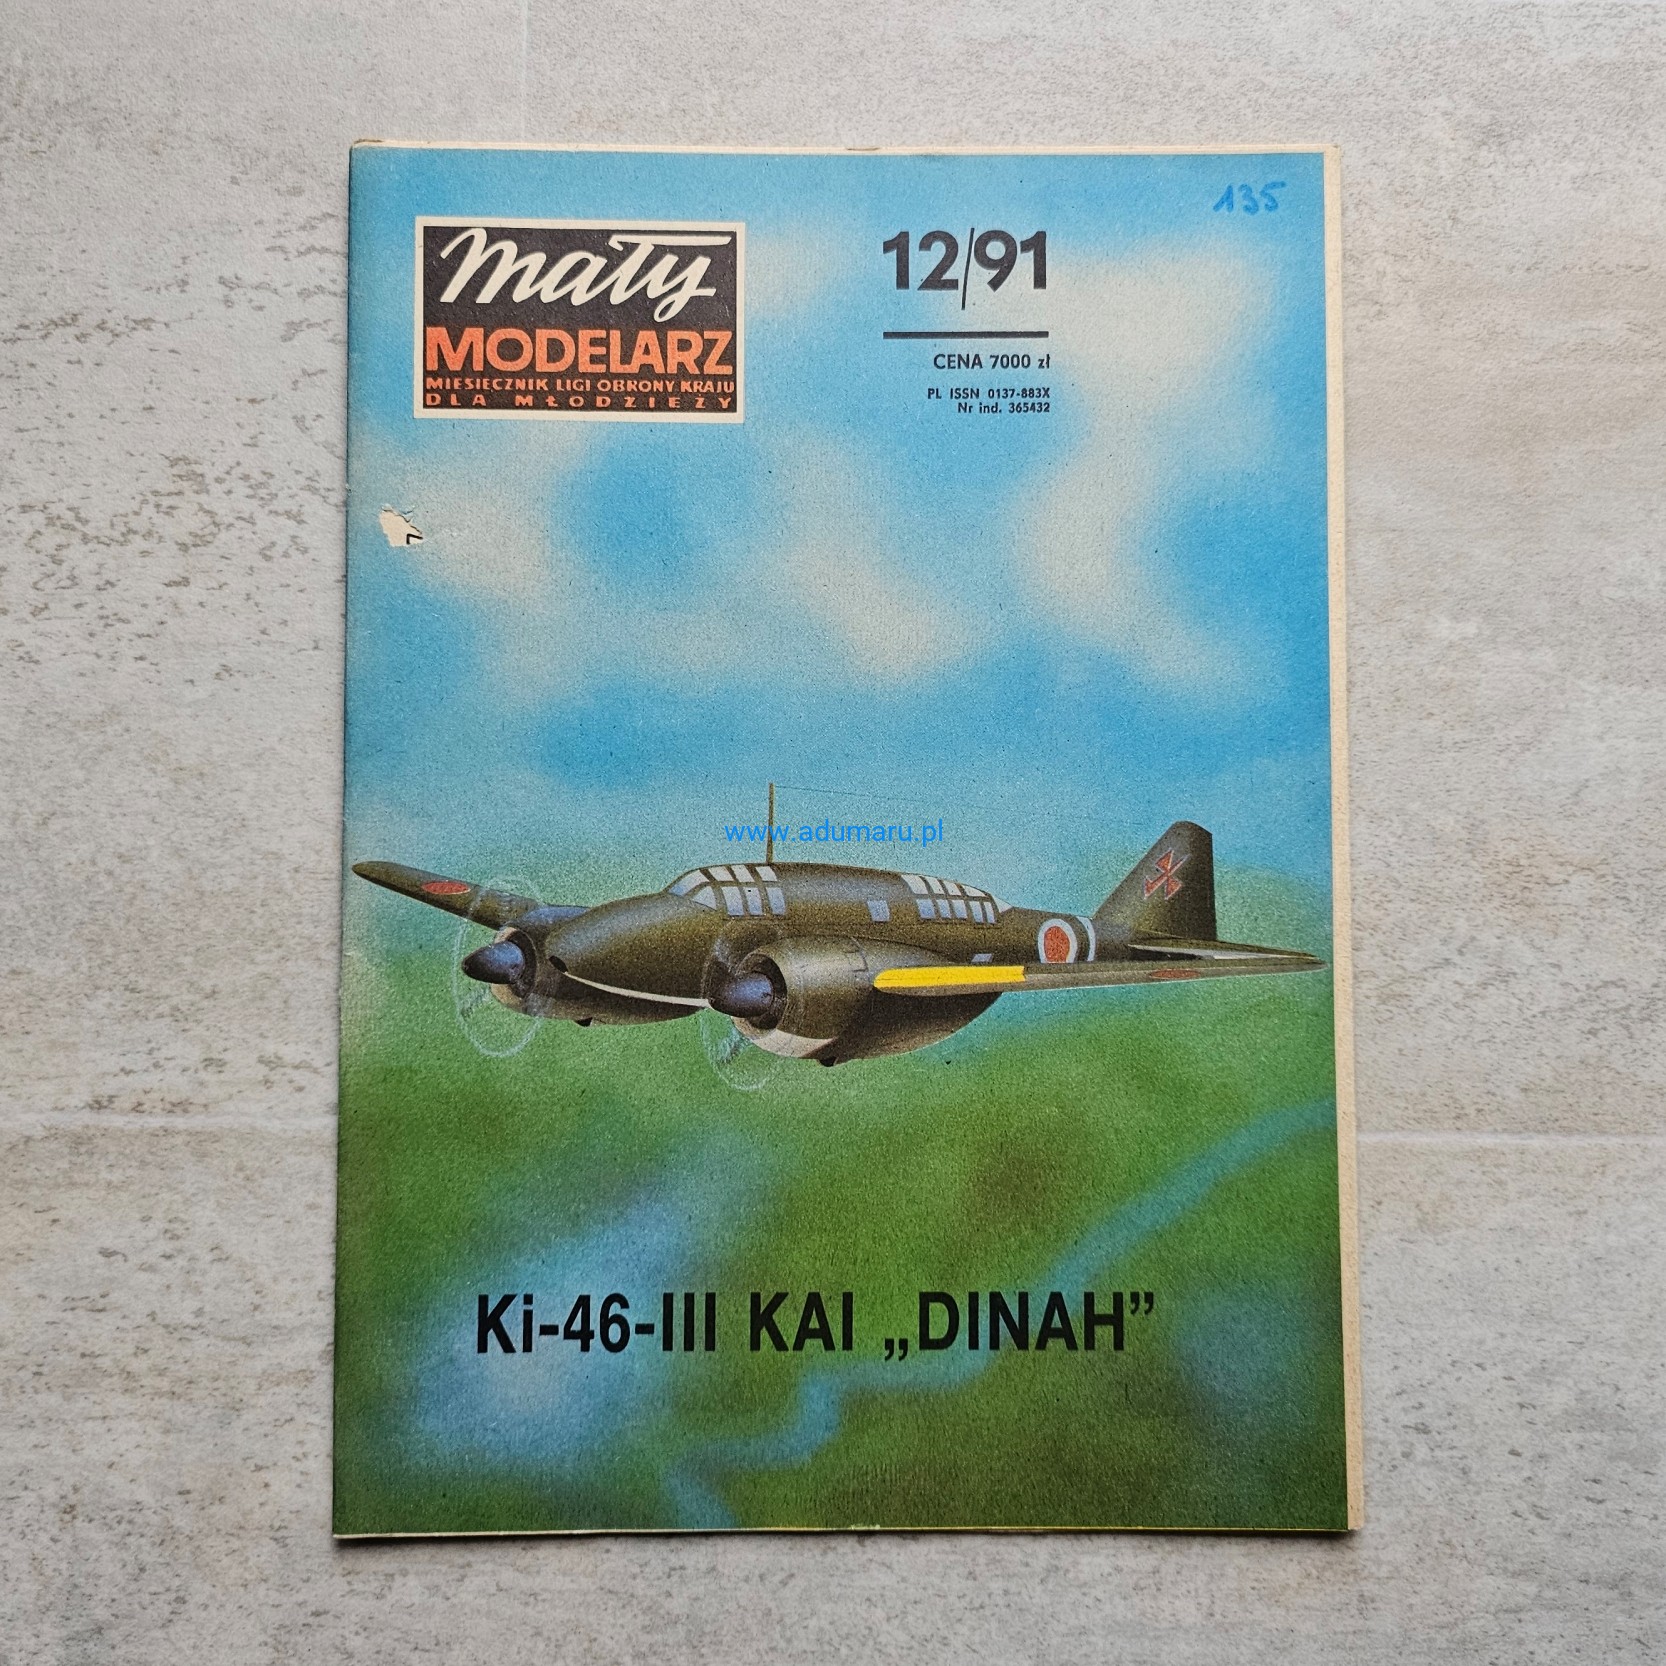 135
mały
MODELARZ
MIESIĘCZNIK LIGI OBRONY KRAJU
DLA MŁODZIEŻY
12/91
CENA 7000 zł
PL ISSN 0137-883X
Nr ind. 365432
www.adumaru.pl
Ki-46-III KAI „DINAH”